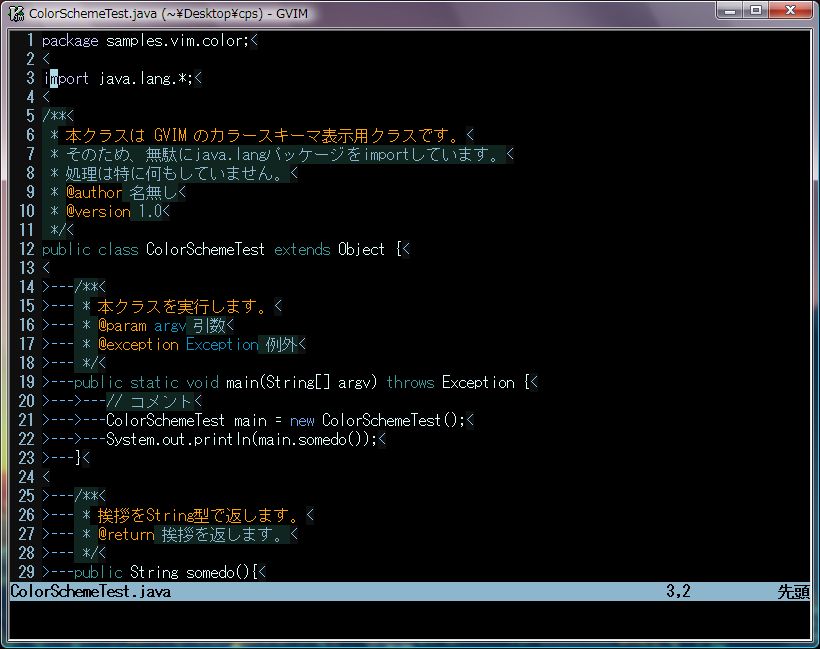 ColorSchemeTest.java (~¥Desktop¥cps) - GVIM
1 package samples.vim.color;<
2 <
3 import java.lang.*;<
4 <
5 /**<
6  * 本クラスは GVIM のカラースキーマ表示用クラスです。<
7  * そのため、無駄にjava.langパッケージをimportしています。<
8  * 処理は特に何もしていません。<
9  * @author 名無し<
10  * @version 1.0<
11  */<
12 public class ColorSchemeTest extends Object {<
13 <
14 >---/**<
15 >--- * 本クラスを実行します。<
16 >--- * @param argv 引数<
17 >--- * @exception Exception 例外<
18 >--- */<
19 >---public static void main(String[] argv) throws Exception {<
20 >--->---// コメント<
21 >--->---ColorSchemeTest main = new ColorSchemeTest();<
22 >--->---System.out.println(main.somedo());<
23 >---}<
24 <
25 >---/**<
26 >--- * 挨拶をString型で返します。<
27 >--- * @return 挨拶を返します。<
28 >--- */<
29 >---public String somedo(){<
ColorSchemeTest.java 3,2 先頭